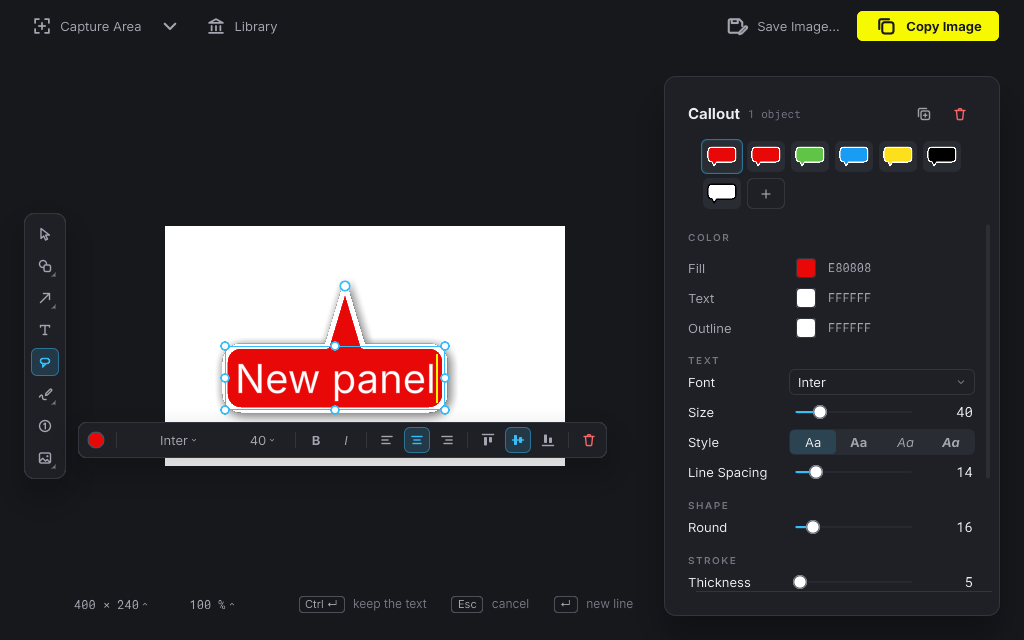 Capture Area
Library
Save Image...
Copy Image
Callout 1 object
COLOR
Fill E80808
Text FFFFFF
Outline FFFFFF
TEXT
Font Inter
Size 40
Style Aa Aa Aa Aa
Line Spacing 14
SHAPE
Round 16
STROKE
Thickness 5
New panel
Inter 40 B I
400 × 240
100 %
Ctrl ↵ keep the text
Esc cancel
↵ new line